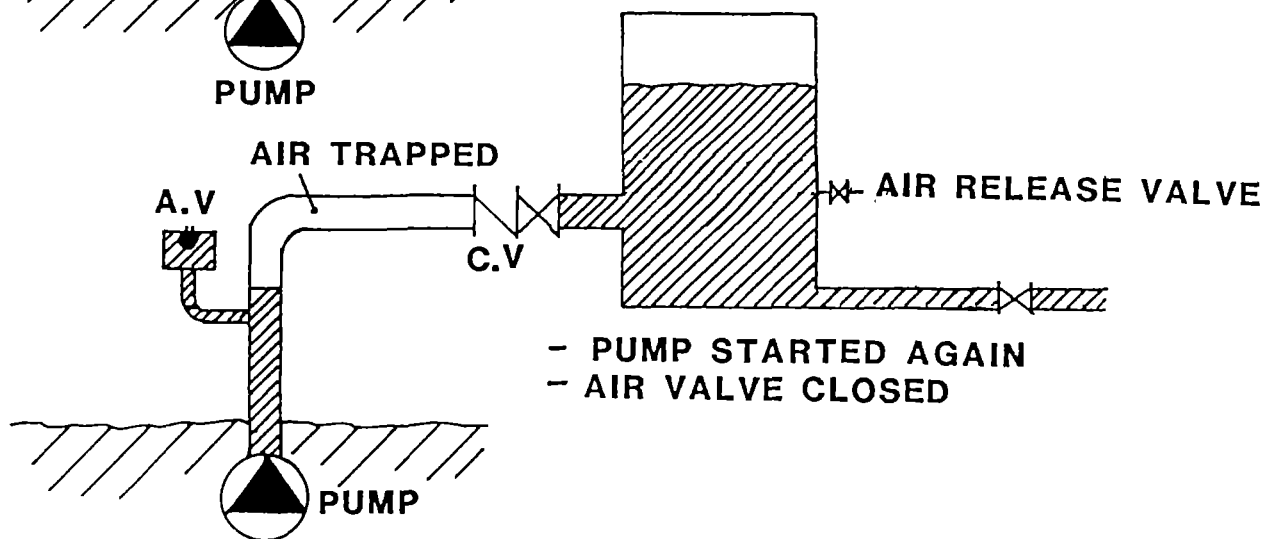 PUMP
AIR TRAPPED
A.V
C.V
AIR RELEASE VALVE
- PUMP STARTED AGAIN
- AIR VALVE CLOSED
PUMP